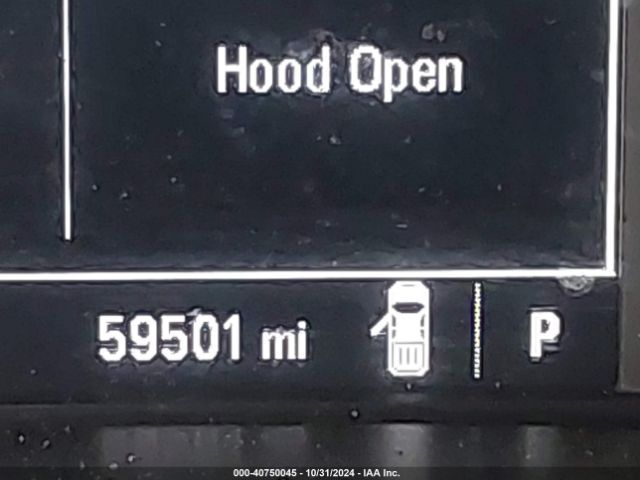 Hood Open
59501 mi P
000-40750045 - 10/31/2024 - IAA Inc.